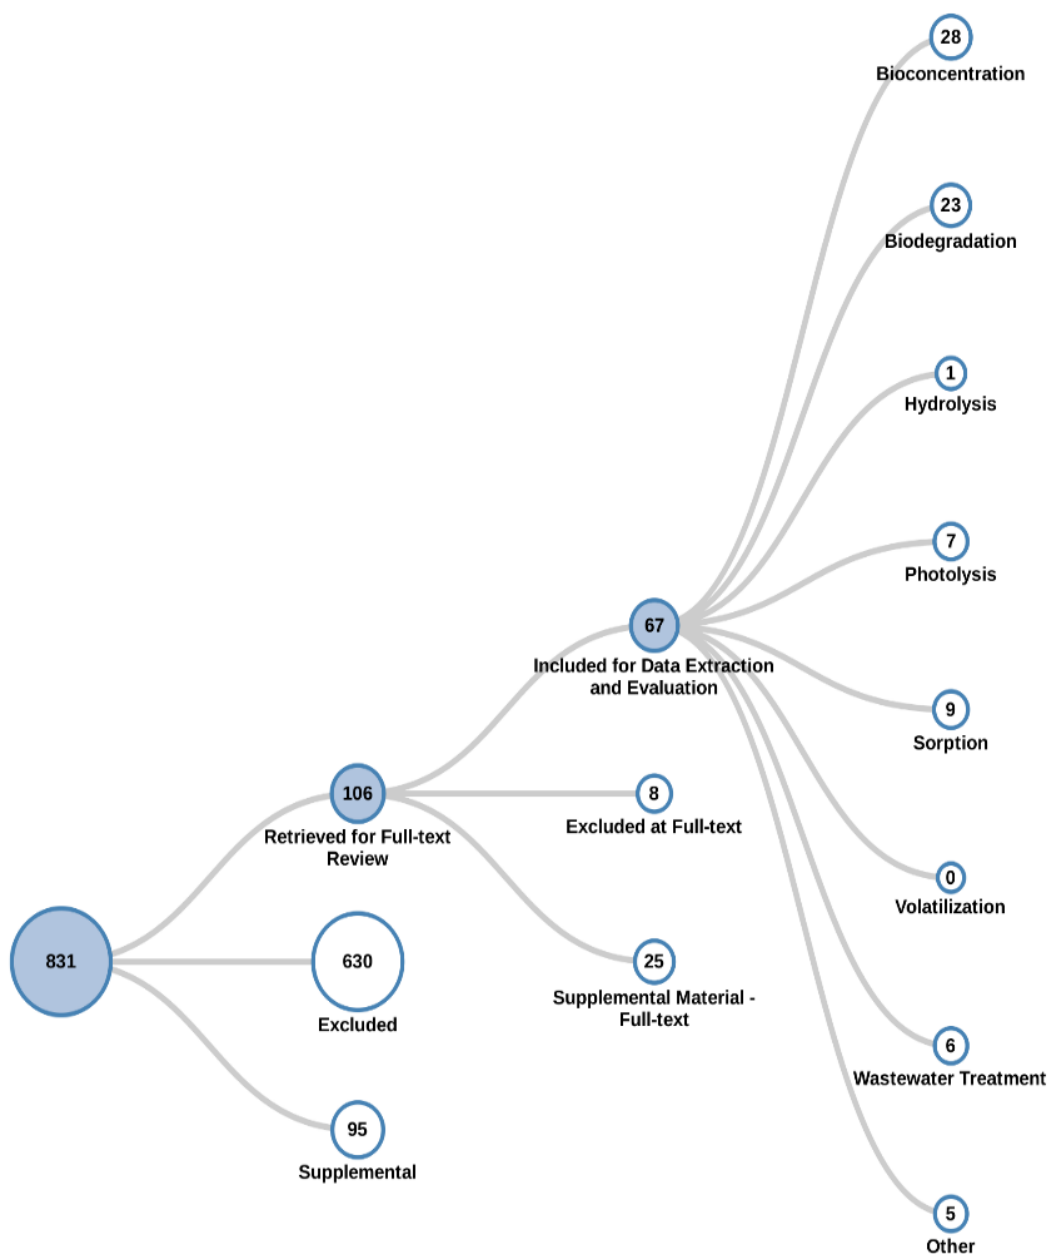 831
106
Retrieved for Full-text
Review
630
Excluded
95
Supplemental
67
Included for Data Extraction
and Evaluation
8
Excluded at Full-text
25
Supplemental Material -
Full-text
28
Bioconcentration
23
Biodegradation
1
Hydrolysis
7
Photolysis
9
Sorption
0
Volatilization
6
Wastewater Treatment
5
Other